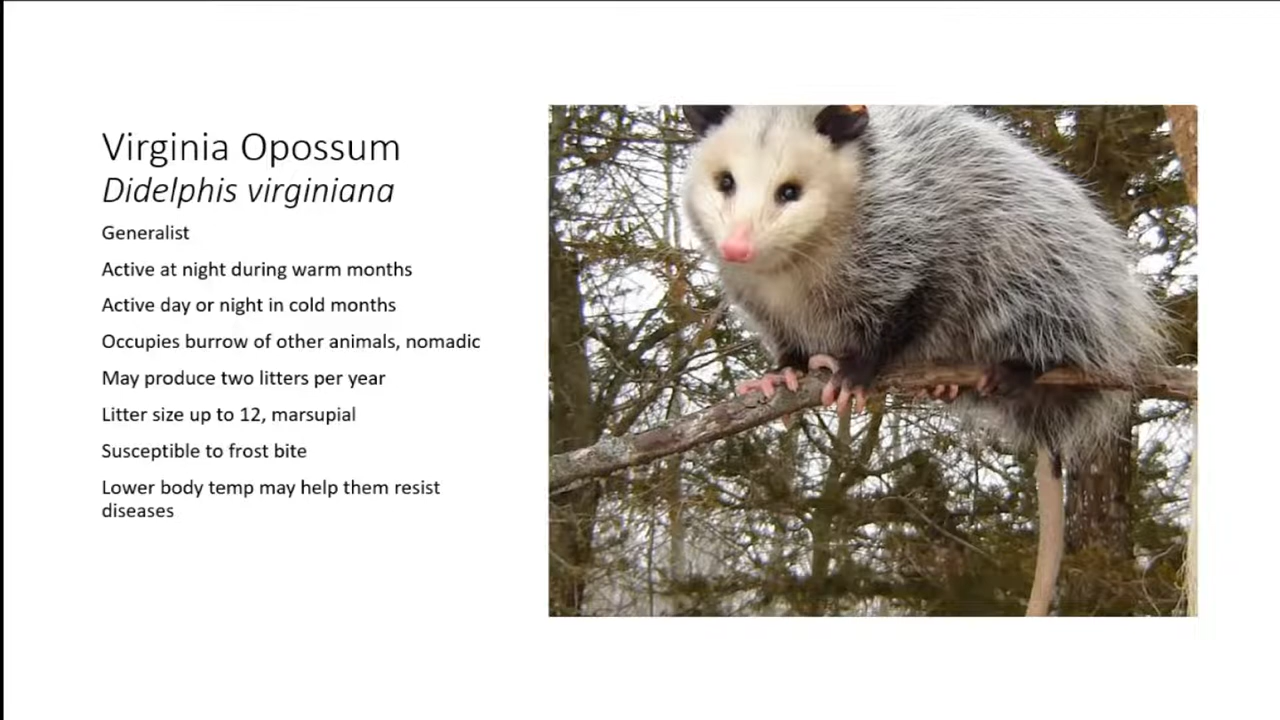 Virginia Opossum
Didelphis virginiana
Generalist
Active at night during warm months
Active day or night in cold months
Occupies burrow of other animals, nomadic
May produce two litters per year
Litter size up to 12, marsupial
Susceptible to frost bite
Lower body temp may help them resist
diseases